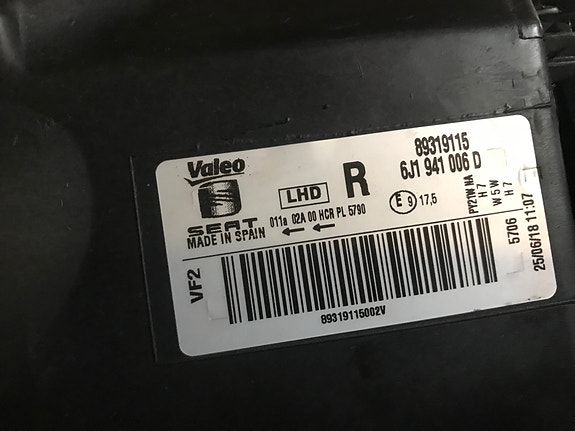 Valeo
SEAT
MADE IN SPAIN
LHD
R
89319115
6J1 941 006 D
011a 02A 00 HCR PL 5790
E 9 17,5
PY21W NA
H 7
W 5 W
H 7
VF2
89319115002V
5706
25/06/18 11:07